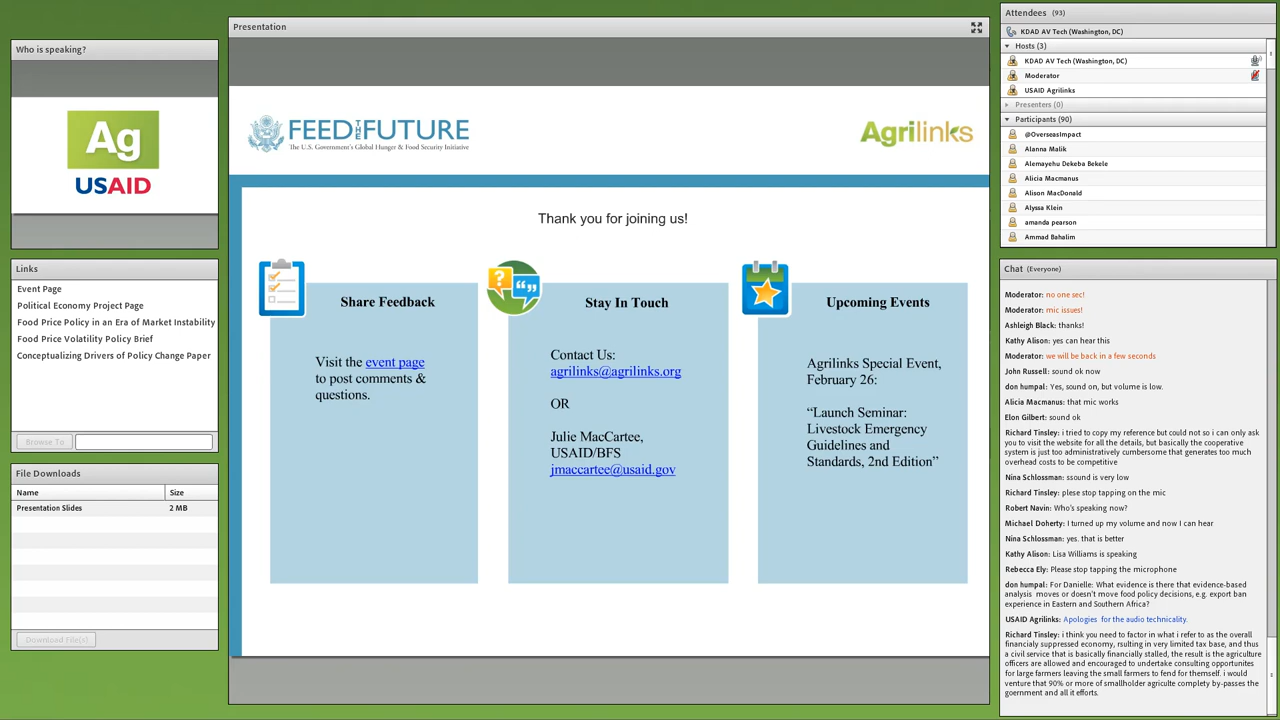 Who is speaking?
Ag
USAID
Links
Event Page
Political Economy Project Page
Food Price Policy in an Era of Market Instability
Food Price Volatility Policy Brief
Conceptualizing Drivers of Policy Change Paper
Browse To
File Downloads
Name Size
Presentation Slides 2 MB
Download File(s)
Presentation
FEED THE FUTURE
The U.S. Government's Global Hunger & Food Security Initiative
Agrilinks
Thank you for joining us!
Share Feedback
Visit the event page
to post comments &
questions.
Stay In Touch
Contact Us:
agrilinks@agrilinks.org
OR
Julie MacCartee,
USAID/BFS
jmaccartee@usaid.gov
Upcoming Events
Agrilinks Special Event,
February 26:
“Launch Seminar:
Livestock Emergency
Guidelines and
Standards, 2nd Edition”
Attendees (93)
KDAD AV Tech (Washington, DC)
Hosts (3)
KDAD AV Tech (Washington, DC)
Moderator
USAID Agrilinks
Presenters (0)
Participants (90)
@OverseasImpact
Alanna Malik
Alemayehu Dekeba Bekele
Alicia Macmanus
Alison MacDonald
Alyssa Klein
amanda pearson
Ammad Bahalim
Chat (Everyone)
Moderator: no one sec!
Moderator: mic issues!
Ashleigh Black: thanks!
Kathy Alison: yes can hear this
Moderator: we will be back in a few seconds
John Russell: sound ok now
don humpal: Yes, sound on, but volume is low.
Alicia Macmanus: that mic works
Elon Gilbert: sound ok
Richard Tinsley: i tried to copy my reference but could not so i can only ask
you to visit the website for all the details, but basically the cooperative
system is just too administratively cumbersome that generates too much
overhead costs to be competitive
Nina Schlossman: ssound is very low
Richard Tinsley: plese stop tapping on the mic
Robert Navin: Who's speaking now?
Michael Doherty: I turned up my volume and now I can hear
Nina Schlossman: yes. that is better
Kathy Alison: Lisa Williams is speaking
Rebecca Ely: Please stop tapping the microphone
don humpal: For Danielle: What evidence is there that evidence-based
analysis moves or doesn't move food policy decisions, e.g. export ban
experience in Eastern and Southern Africa?
USAID Agrilinks: Apologies for the audio technicality.
Richard Tinsley: i think you need to factor in what i refer to as the overall
financialy suppressed economy, rsulting in very limited tax base, and thus
a civil service that is basically financially stalled, the result is the agriculture
officers are allowed and encouraged to undertake consulting opportunites
for large farmers leaving the small farmers to fend for themself. i would
venture that 90% or more of smallholder agriculte complety by-passes the
goernment and all it efforts.